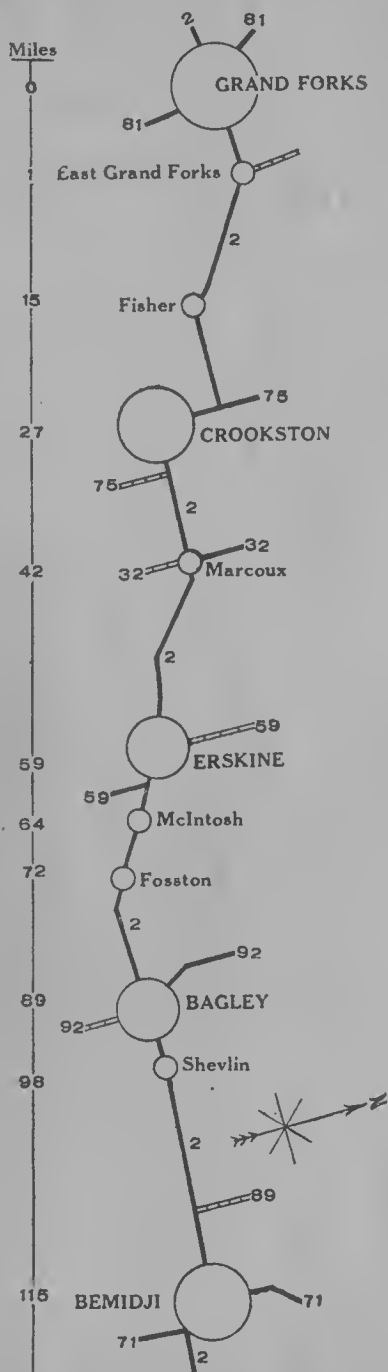 2 81
Miles
0 GRAND FORKS
81
1 East Grand Forks
2
15 Fisher
75
27 CROOKSTON
75
2
42 32 32
Marcoux
2
59
59 ERSKINE
59
64 McIntosh
72 Fosston
2
92
89 BAGLEY
92
98 Shevlin
N
2
89
115 BEMIDJI
71
71
2